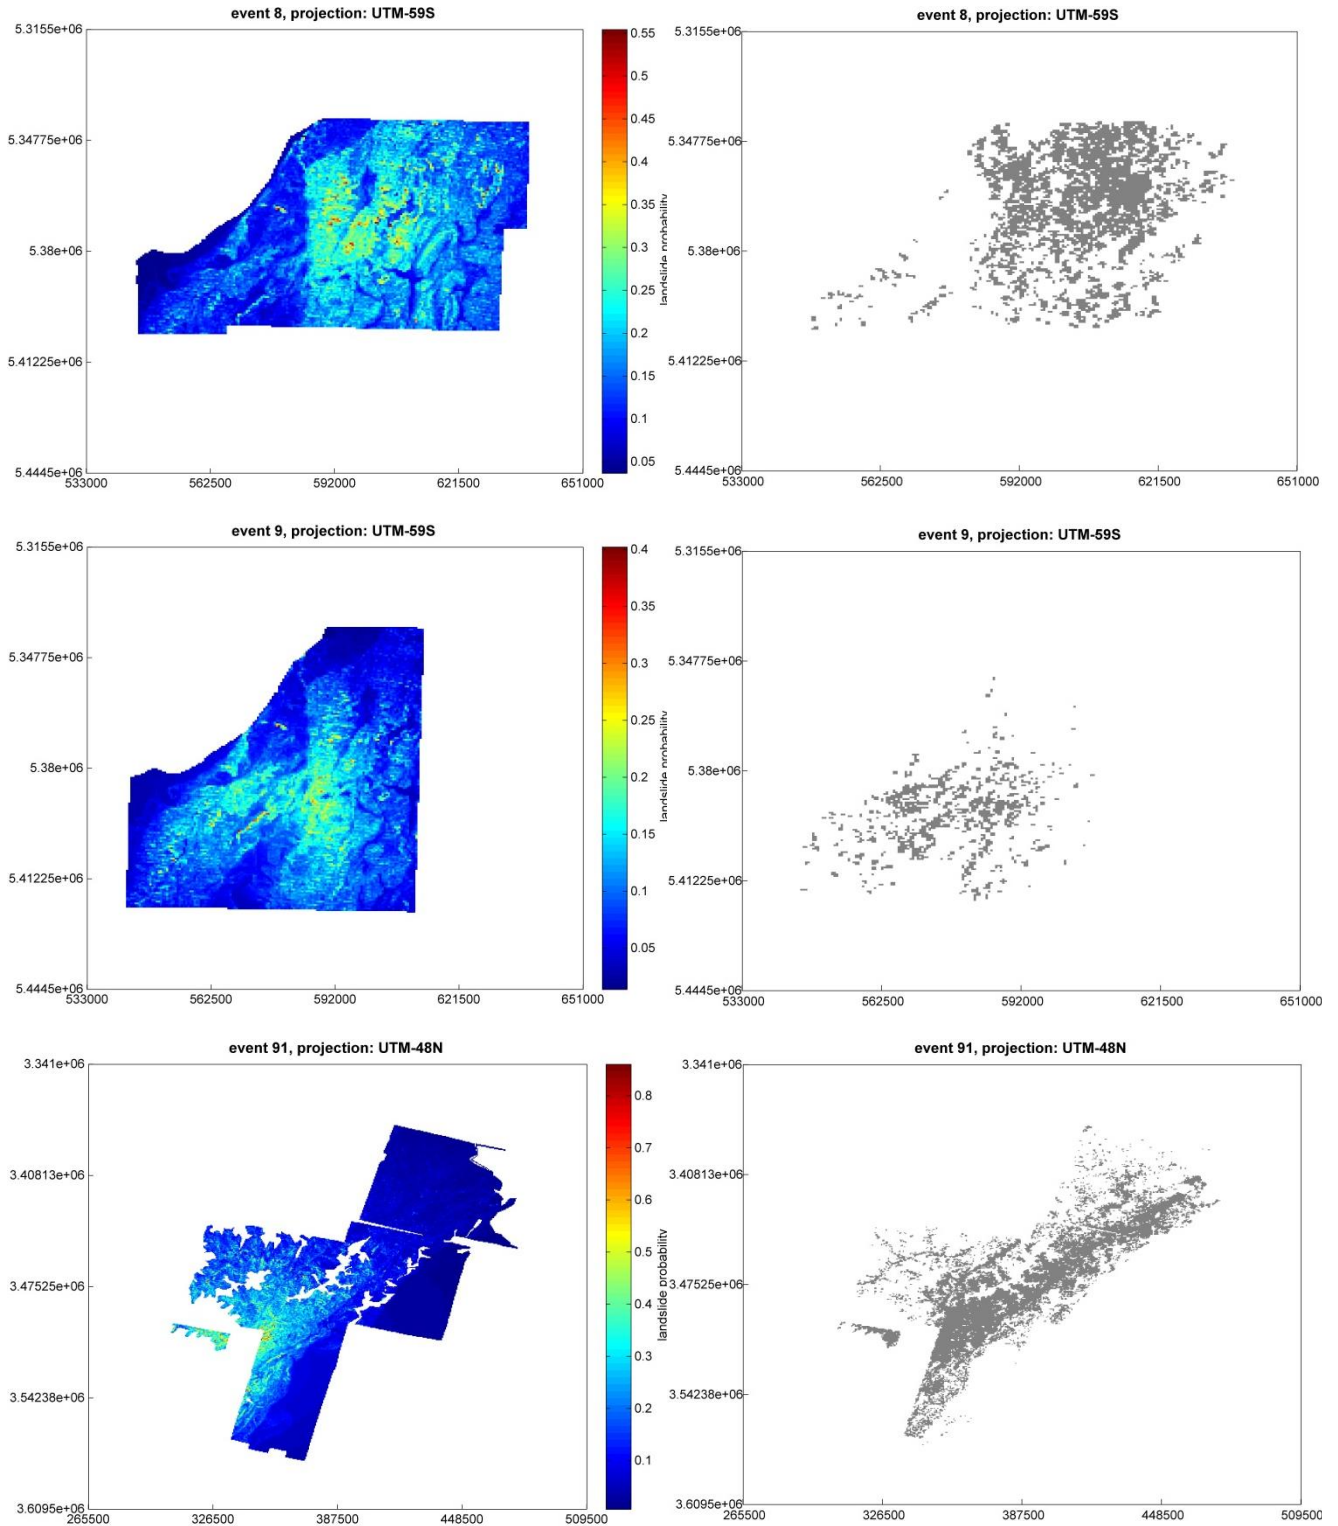 event 8, projection: UTM-59S
5.3155e+06
5.34775e+06
5.38e+06
5.41225e+06
5.4445e+06
533000 562500 592000 621500 651000
0.55
0.5
0.45
0.4
0.35
0.3
0.25
0.2
0.15
0.1
0.05
landslide probability
event 8, projection: UTM-59S
5.3155e+06
5.34775e+06
5.38e+06
5.41225e+06
5.4445e+06
533000 562500 592000 621500 651000
event 9, projection: UTM-59S
5.3155e+06
5.34775e+06
5.38e+06
5.41225e+06
5.4445e+06
533000 562500 592000 621500 651000
0.4
0.35
0.3
0.25
0.2
0.15
0.1
0.05
landslide probability
event 9, projection: UTM-59S
5.3155e+06
5.34775e+06
5.38e+06
5.41225e+06
5.4445e+06
533000 562500 592000 621500 651000
event 91, projection: UTM-48N
3.341e+06
3.40813e+06
3.47525e+06
3.54238e+06
3.6095e+06
265500 326500 387500 448500 509500
0.8
0.7
0.6
0.5
0.4
0.3
0.2
0.1
landslide probability
event 91, projection: UTM-48N
3.341e+06
3.40813e+06
3.47525e+06
3.54238e+06
3.6095e+06
265500 326500 387500 448500 509500